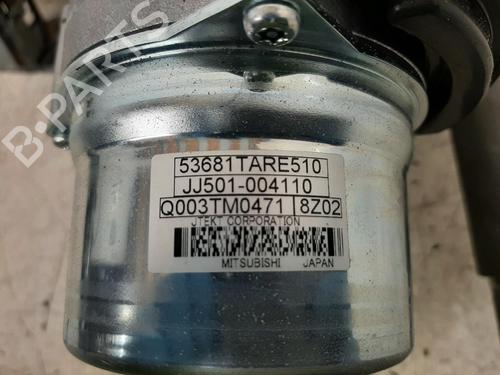 B-PARTS
53681TARE510
JJ501-004110
Q003TM0471 8Z02
JTEKT CORPORATION
MITSUBISHI JAPAN